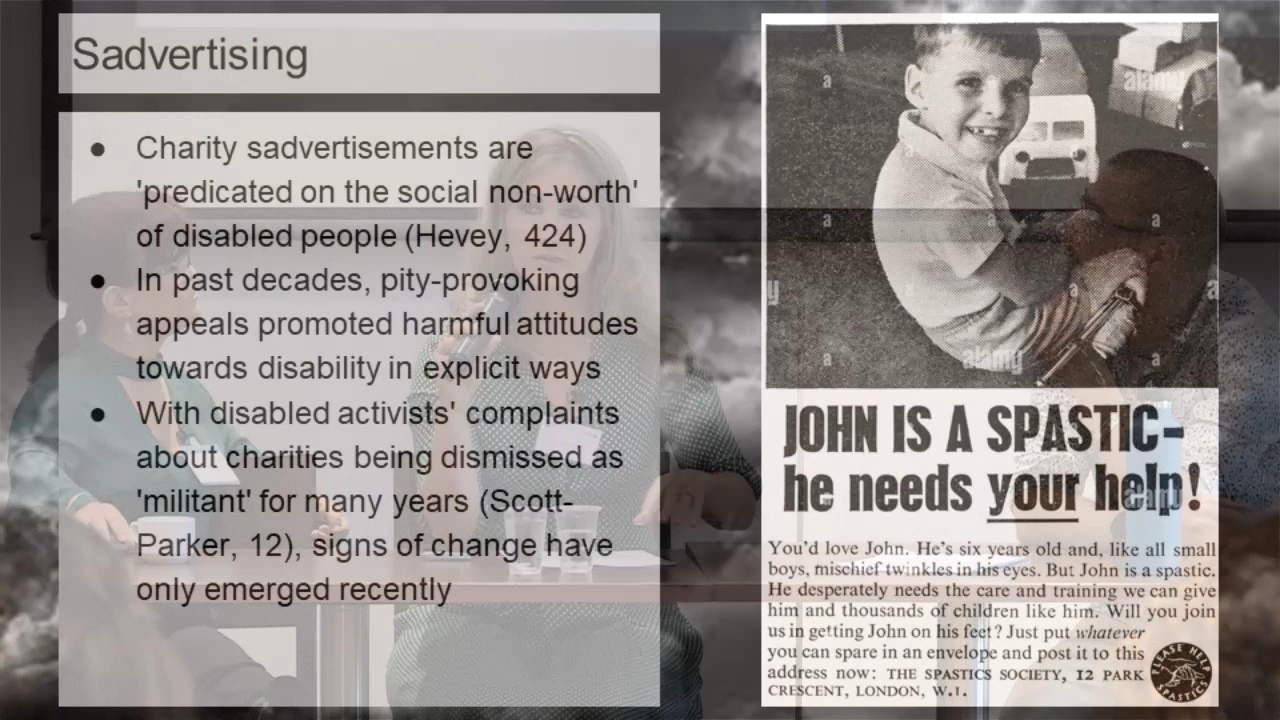 Sadvertising
● Charity sadvertisements are
'predicated on the social non-worth'
of disabled people (Hevey, 424)
● In past decades, pity-provoking
appeals promoted harmful attitudes
towards disability in explicit ways
● With disabled activists' complaints
about charities being dismissed as
'militant' for many years (Scott-
Parker, 12), signs of change have
only emerged recently
a
alamy
a
a
a
y
a
a
a
a
alamy
a
JOHN IS A SPASTIC–
he needs your help!
alamy
You'd love John. He's six years old and, like all small
boys, mischief twinkles in his eyes. But John is a spastic.
He desperately needs the care and training we can give
him and thousands of children like him. Will you join
us in getting John on his feet? Just put whatever
you can spare in an envelope and post it to this
address now: THE SPASTICS SOCIETY, 12 PARK
CRESCENT, LONDON, W.1.
PLEASE HELP
SPASTICS